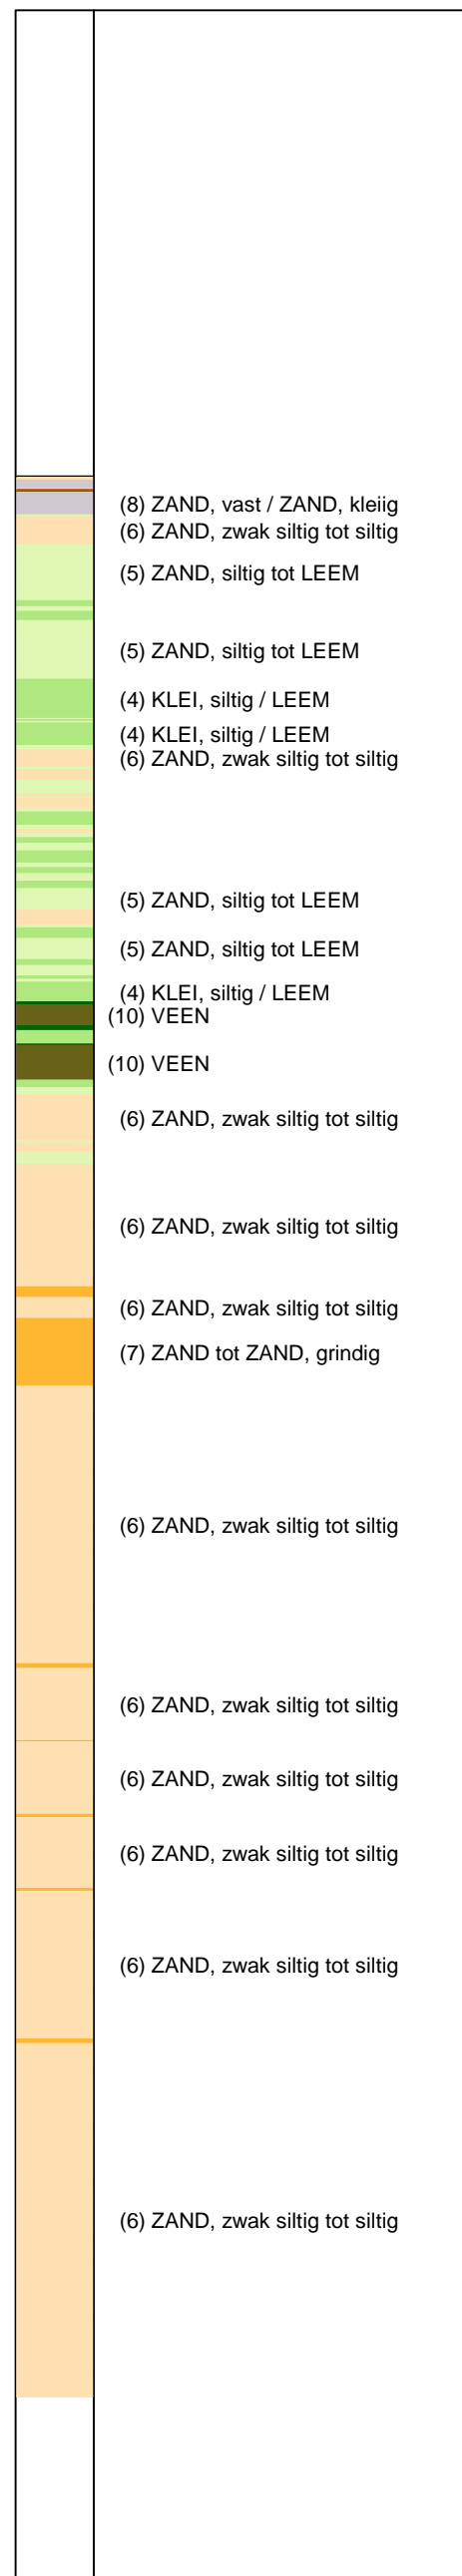 (8) ZAND, vast / ZAND, kleiig
(6) ZAND, zwak siltig tot siltig
(5) ZAND, siltig tot LEEM
(5) ZAND, siltig tot LEEM
(4) KLEI, siltig / LEEM
(4) KLEI, siltig / LEEM
(6) ZAND, zwak siltig tot siltig
(5) ZAND, siltig tot LEEM
(5) ZAND, siltig tot LEEM
(4) KLEI, siltig / LEEM
(10) VEEN
(10) VEEN
(6) ZAND, zwak siltig tot siltig
(6) ZAND, zwak siltig tot siltig
(6) ZAND, zwak siltig tot siltig
(7) ZAND tot ZAND, grindig
(6) ZAND, zwak siltig tot siltig
(6) ZAND, zwak siltig tot siltig
(6) ZAND, zwak siltig tot siltig
(6) ZAND, zwak siltig tot siltig
(6) ZAND, zwak siltig tot siltig
(6) ZAND, zwak siltig tot siltig